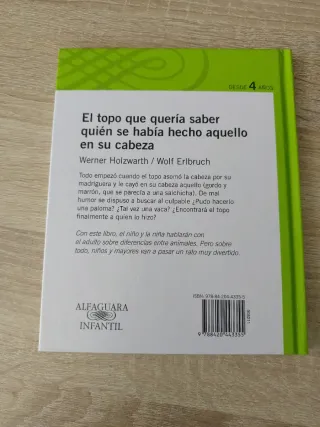 DESDE 4 AÑOS
El topo que quería saber
quién se había hecho aquello
en su cabeza
Werner Holzwarth / Wolf Erlbruch
Todo empezó cuando el topo asomó la cabeza por su
madriguera y le cayó en su cabeza aquello (gordo y
marrón, que se parecía a una salchicha). De mal
humor se dispuso a buscar al culpable ¿Pudo hacerlo
una paloma? ¿Tal vez una vaca? ¿Encontrará el topo
finalmente a quién lo hizo?
Con este libro, el niño y la niña hablarán con
el adulto sobre diferencias entre animales. Pero sobre
todo, niños y mayores van a pasar un rato muy divertido.
ALFAGUARA
INFANTIL
9 788420 443355